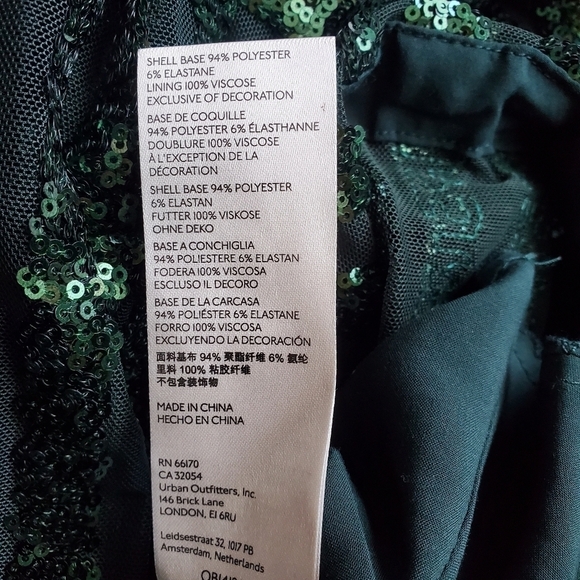 SHELL BASE 94% POLYESTER
6% ELASTANE
LINING 100% VISCOSE
EXCLUSIVE OF DECORATION
BASE DE COQUILLE
94% POLYESTER 6% ÉLASTHANNE
DOUBLURE 100% VISCOSE
À L'EXCEPTION DE LA
DÉCORATION
SHELL BASE 94% POLYESTER
6% ELASTAN
FUTTER 100% VISKOSE
OHNE DEKO
BASE A CONCHIGLIA
94% POLIESTERE 6% ELASTAN
FODERA 100% VISCOSA
ESCLUSO IL DECORO
BASE DE LA CARCASA
94% POLIÉSTER 6% ELASTANE
FORRO 100% VISCOSA
EXCLUYENDO LA DECORACIÓN
面料基布 94% 聚酯纤维 6% 氨纶
里料 100% 粘胶纤维
不包含装饰物
MADE IN CHINA
HECHO EN CHINA
RN 66170
CA 32054
Urban Outfitters, Inc.
146 Brick Lane
LONDON, E1 6RU
Leidsestraat 32, 1017 PB
Amsterdam, Netherlands